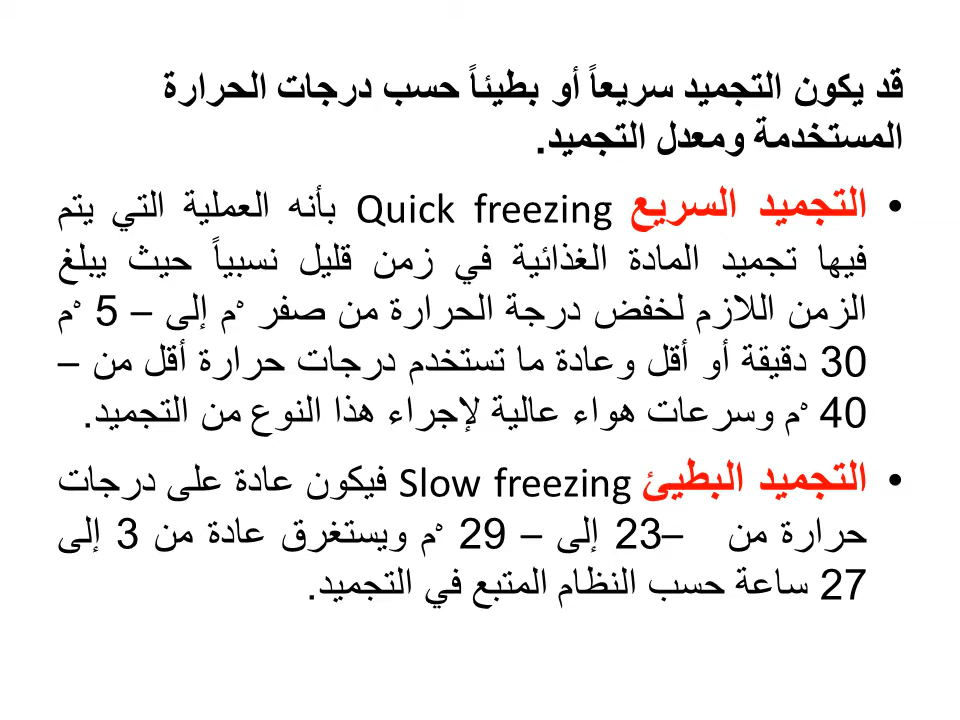 قد يكون التجميد سريعاً أو بطيئاً حسب درجات الحرارة
المستخدمة ومعدل التجميد.
• التجميد السريع Quick freezing بأنه العملية التي يتم
فيها تجميد المادة الغذائية في زمن قليل نسبياً حيث يبلغ
الزمن اللازم لخفض درجة الحرارة من صفر °م إلى – 5 °م
30 دقيقة أو أقل وعادة ما تستخدم درجات حرارة أقل من –
40 °م وسرعات هواء عالية لإجراء هذا النوع من التجميد.
• التجميد البطيئ Slow freezing فيكون عادة على درجات
حرارة من –23 إلى – 29 °م ويستغرق عادة من 3 إلى
27 ساعة حسب النظام المتبع في التجميد.